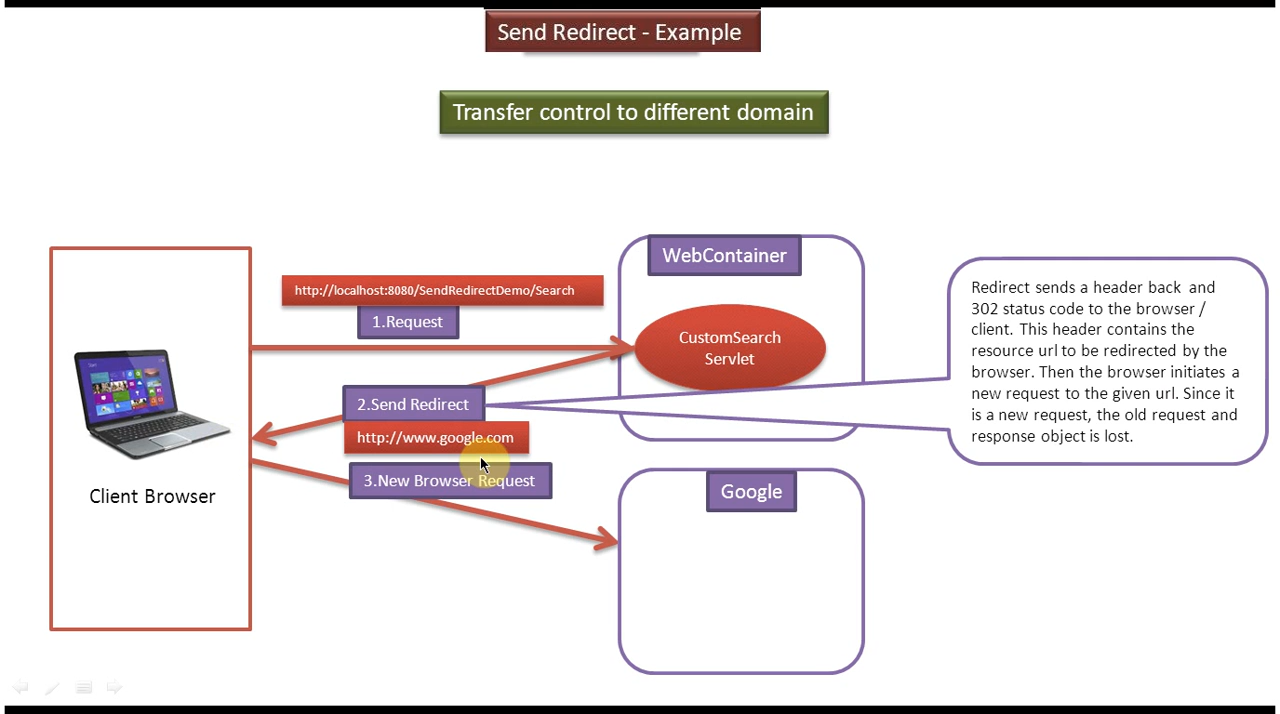 Send Redirect - Example
Transfer control to different domain
http://localhost:8080/SendRedirectDemo/Search
1.Request
WebContainer
CustomSearch
Servlet
2.Send Redirect
http://www.google.com
3.New Browser Request
Client Browser
Google
Redirect sends a header back and
302 status code to the browser /
client. This header contains the
resource url to be redirected by the
browser. Then the browser initiates a
new request to the given url. Since it
is a new request, the old request and
response object is lost.